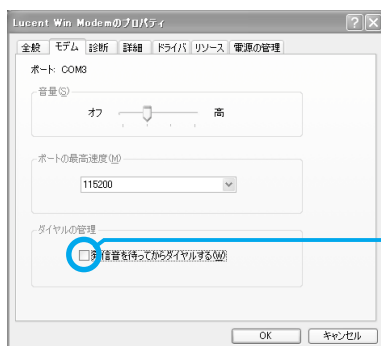 Lucent Win Modemのプロパティ
全般 モデム 診断 詳細 ドライバ リソース 電源の管理
ポート: COM3
音量(S)
オフ 高
ポートの最高速度(M)
115200
ダイヤルの管理
発信音を待ってからダイヤルする(W)
OK キャンセル